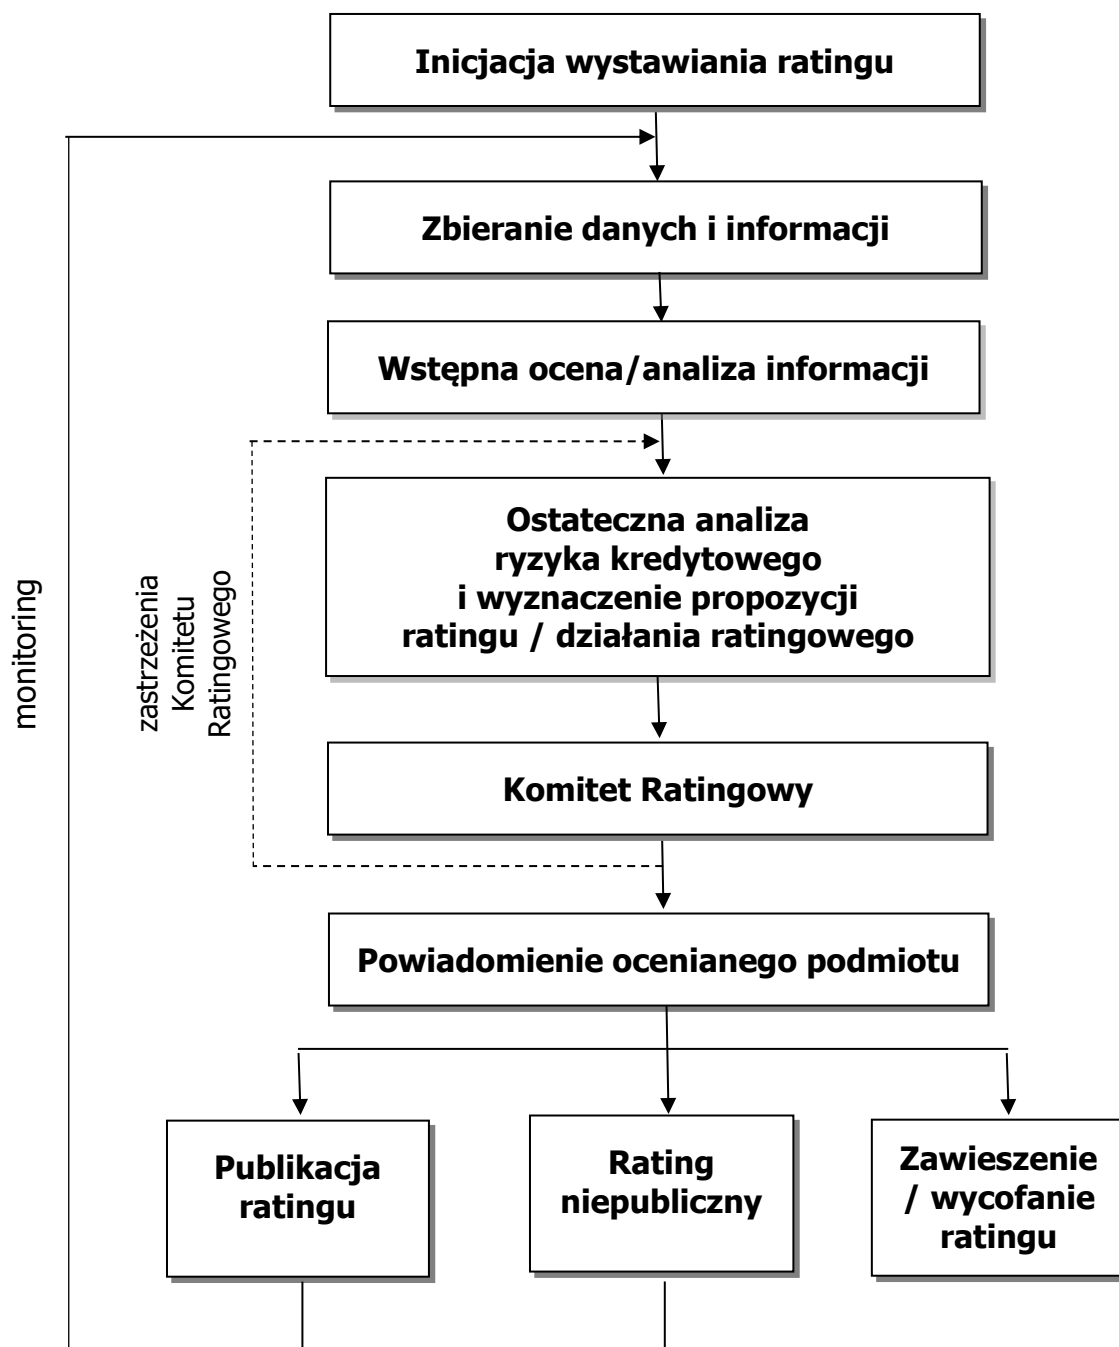 Inicjacja wystawiania ratingu
Zbieranie danych i informacji
Wstępna ocena/analiza informacji
Ostateczna analiza
ryzyka kredytowego
i wyznaczenie propozycji
ratingu / działania ratingowego
monitoring
zastrzeżenia
Komitetu
Ratingowego
Komitet Ratingowy
Powiadomienie ocenianego podmiotu
Publikacja
ratingu
Rating
niepubliczny
Zawieszenie
/ wycofanie
ratingu